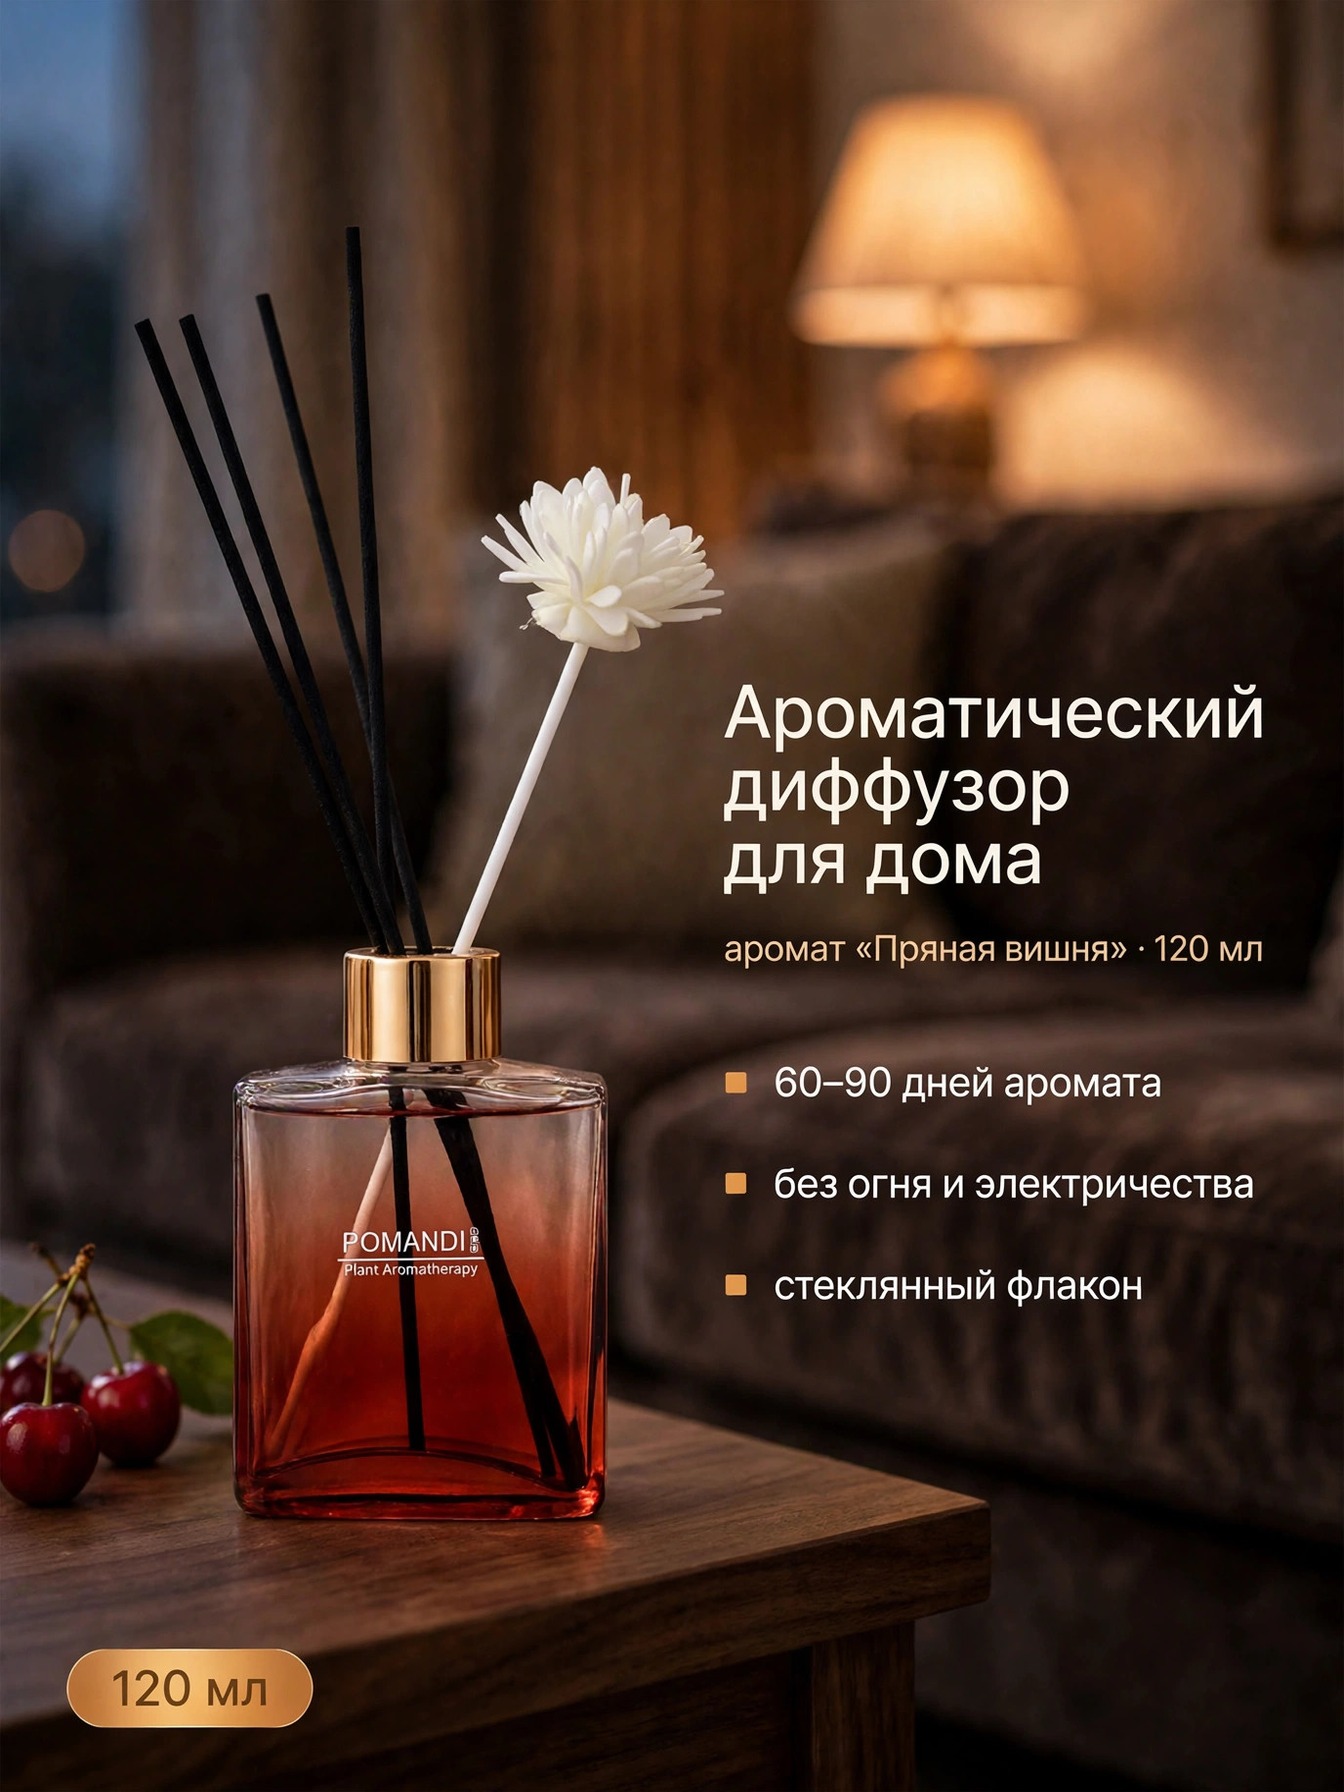 Ароматический
диффузор
для дома
аромат «Пряная вишня» · 120 мл
60–90 дней аромата
без огня и электричества
стеклянный флакон
POMANDI
Plant Aromatherapy
120 мл